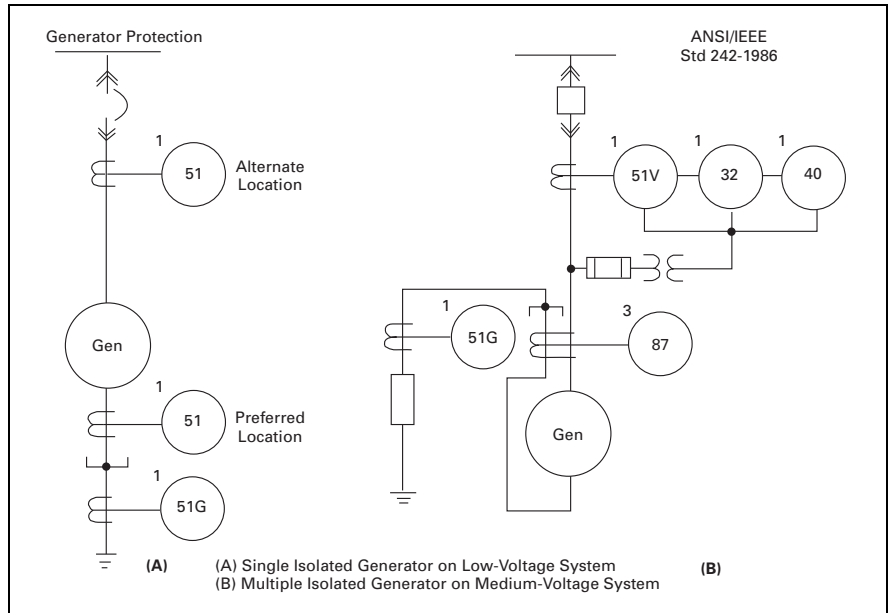 Generator Protection
ANSI/IEEE
Std 242-1986
1
51
Alternate
Location
1
51V
1
32
1
40
Gen
1
51G
3
87
1
51
Preferred
Location
Gen
1
51G
(A)
(A) Single Isolated Generator on Low-Voltage System
(B) Multiple Isolated Generator on Medium-Voltage System
(B)